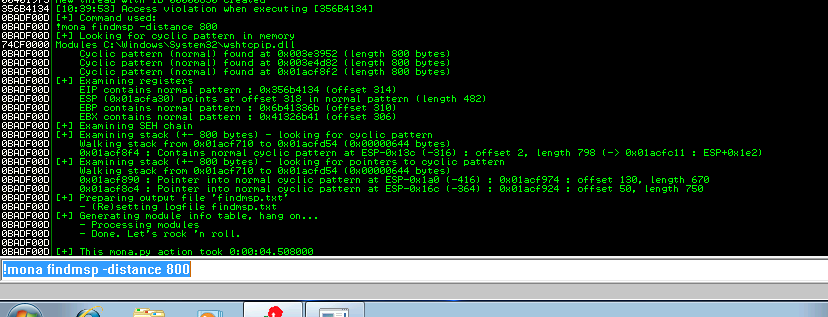 356B4134 [10:39:53] Access violation when executing [356B4134]
0BADF00D [+] Command used:
0BADF00D !mona findmsp -distance 800
0BADF00D [+] Looking for cyclic pattern in memory
74CF0000 Modules C:\Windows\System32\wshtcpip.dll
0BADF00D Cyclic pattern (normal) found at 0x003e3952 (length 800 bytes)
0BADF00D Cyclic pattern (normal) found at 0x003e4d82 (length 800 bytes)
0BADF00D Cyclic pattern (normal) found at 0x01acf8f2 (length 800 bytes)
0BADF00D [+] Examining registers
0BADF00D EIP contains normal pattern : 0x356b4134 (offset 314)
0BADF00D ESP (0x01acfa30) points at offset 318 in normal pattern (length 482)
0BADF00D EBP contains normal pattern : 0x6b41336b (offset 310)
0BADF00D EBX contains normal pattern : 0x41326b41 (offset 306)
0BADF00D [+] Examining SEH chain
0BADF00D [+] Examining stack (+- 800 bytes) - looking for cyclic pattern
0BADF00D Walking stack from 0x01acf710 to 0x01acfd54 (0x00000644 bytes)
0BADF00D 0x01acf8f4 : Contains normal cyclic pattern at ESP-0x13c (-316) : offset 2, length 798 (-> 0x01acfc11 : ESP+0x1e2)
0BADF00D [+] Examining stack (+- 800 bytes) - looking for pointers to cyclic pattern
0BADF00D Walking stack from 0x01acf710 to 0x01acfd54 (0x00000644 bytes)
0BADF00D 0x01acf890 : Pointer into normal cyclic pattern at ESP-0x1a0 (-416) : 0x01acf974 : offset 130, length 670
0BADF00D 0x01acf8c4 : Pointer into normal cyclic pattern at ESP-0x16c (-364) : 0x01acf924 : offset 50, length 750
0BADF00D [+] Preparing output file 'findmsp.txt'
0BADF00D - (Re)setting logfile findmsp.txt
0BADF00D [+] Generating module info table, hang on...
0BADF00D - Processing modules
0BADF00D - Done. Let's rock 'n roll.
0BADF00D
0BADF00D [+] This mona.py action took 0:00:04.508000
!mona findmsp -distance 800